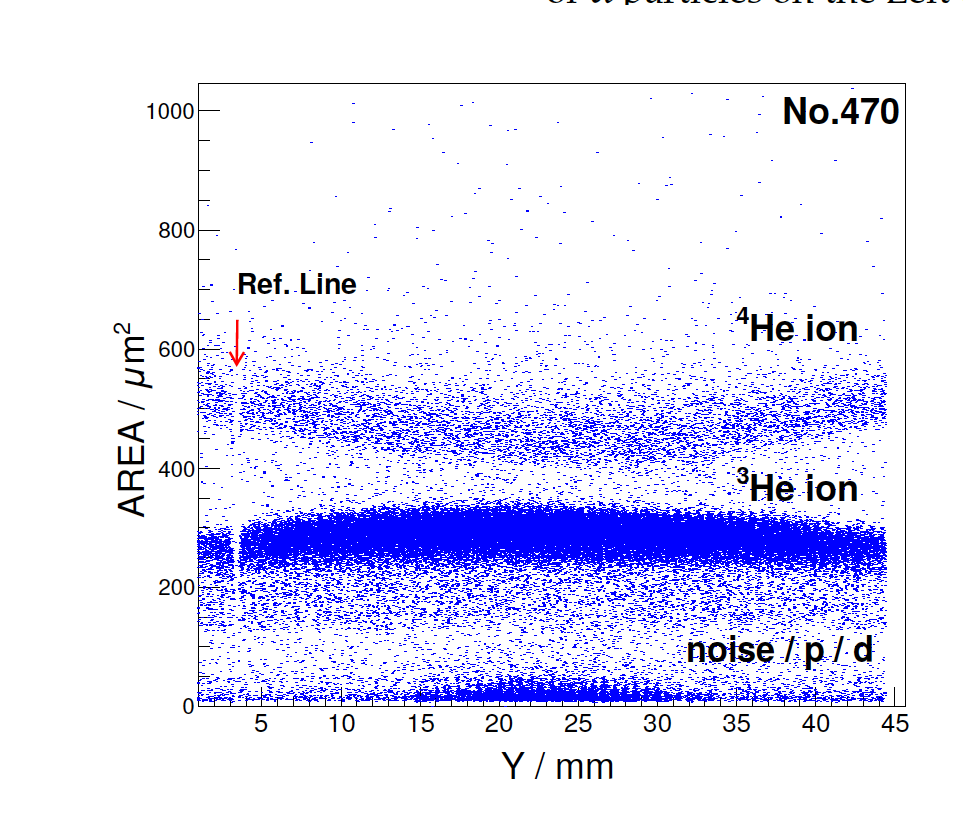 No.470
1000
800
Ref. Line
600
⁴He ion
AREA / µm²
400
³He ion
200
noise / p / d
0
5 10 15 20 25 30 35 40 45
Y / mm